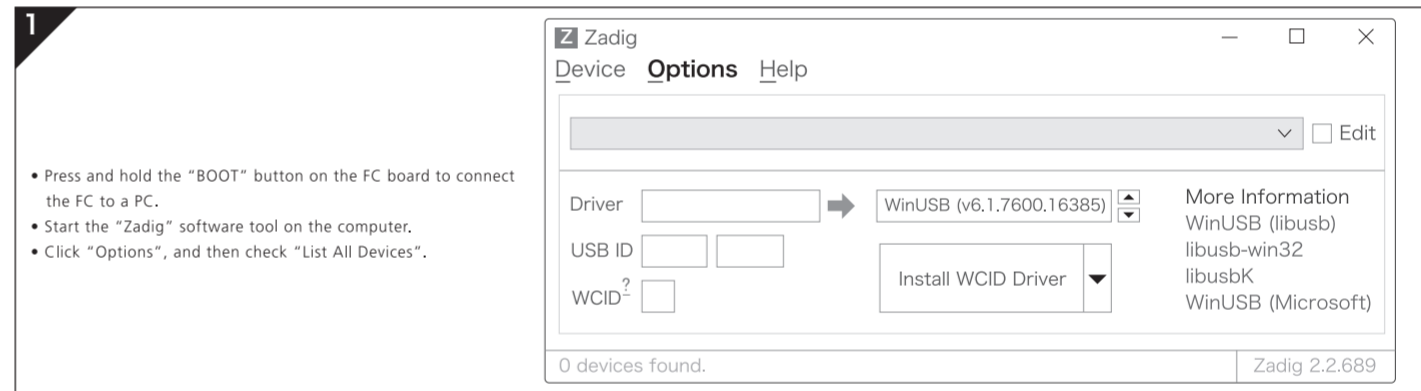 1
• Press and hold the “BOOT” button on the FC board to connect
the FC to a PC.
• Start the “Zadig” software tool on the computer.
• Click “Options”, and then check “List All Devices”.
Z Zadig
Device Options Help
Edit
Driver
WinUSB (v6.1.7600.16385)
USB ID
WCID?
Install WCID Driver
More Information
WinUSB (libusb)
libusb-win32
libusbK
WinUSB (Microsoft)
0 devices found.
Zadig 2.2.689